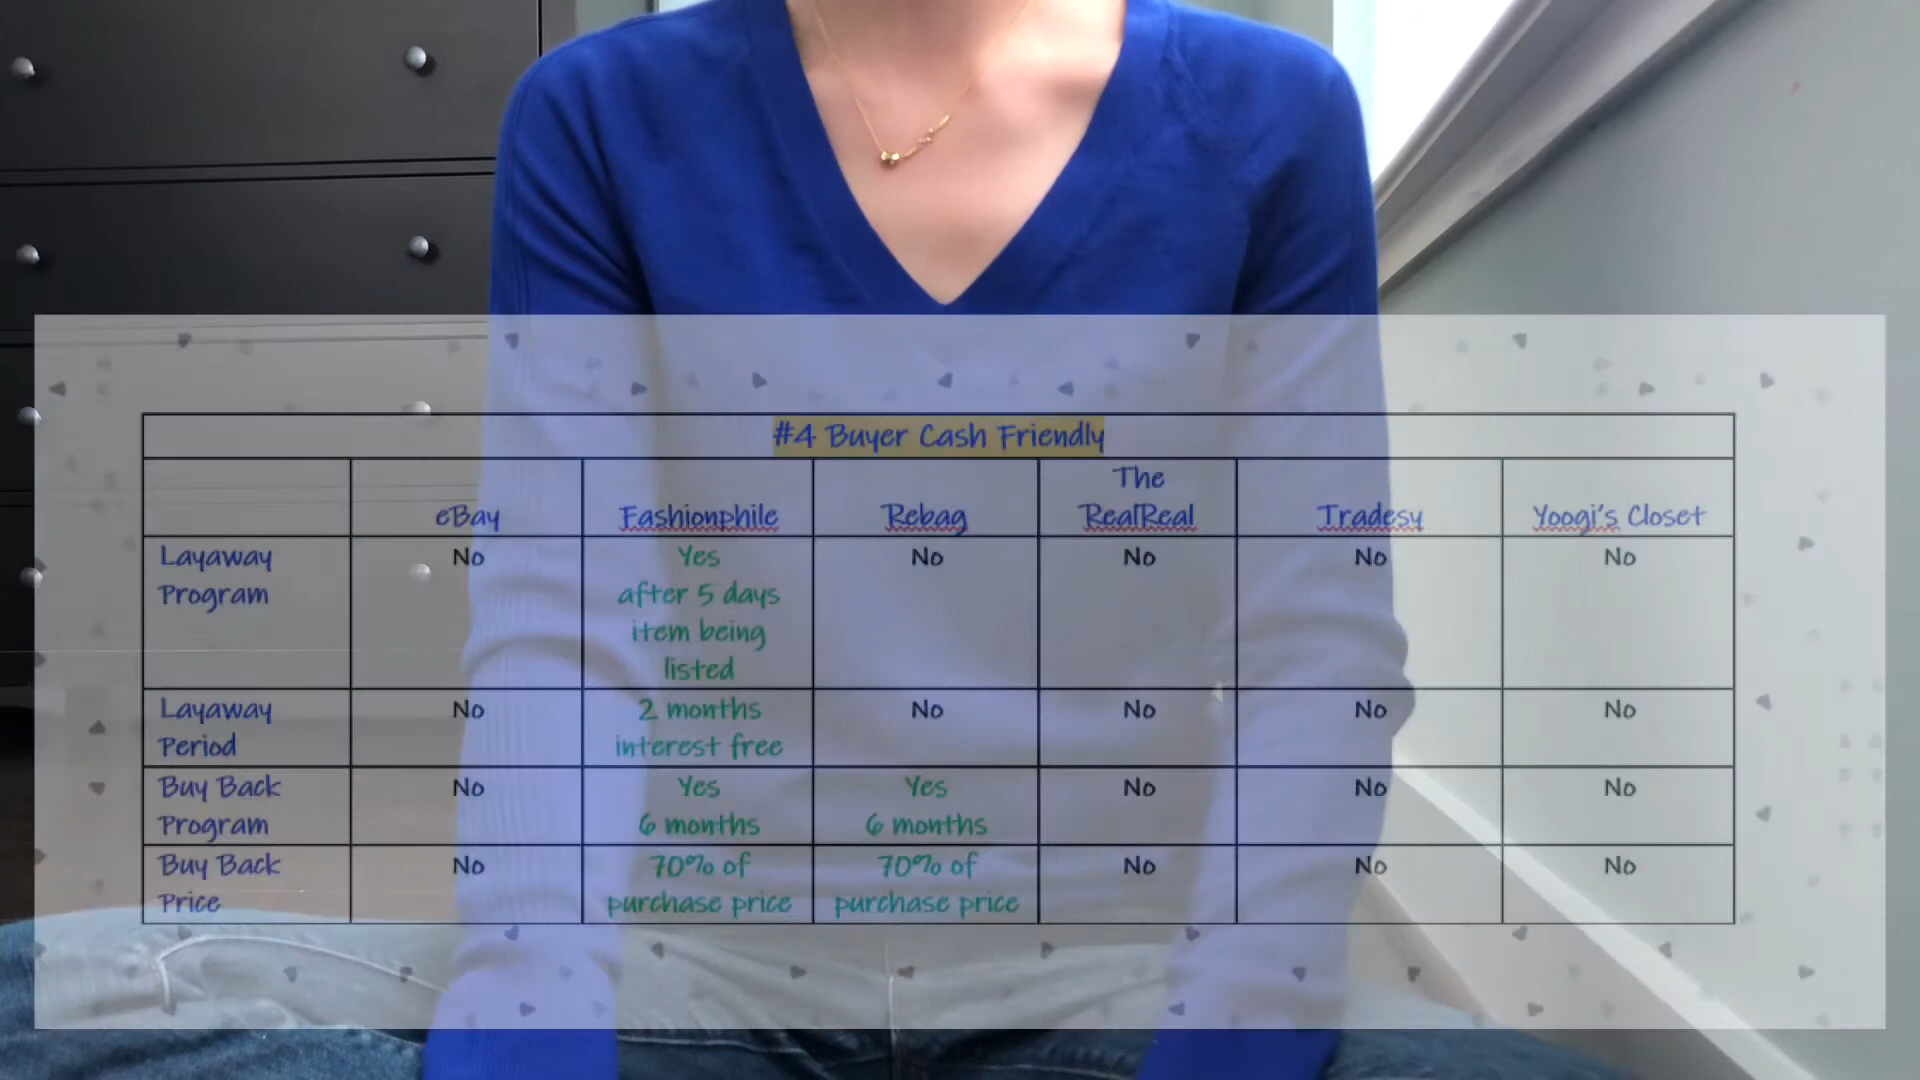 #4 Buyer Cash Friendly
eBay Fashionphile Rebag The RealReal Tradesy Yoogi's Closet
Layaway Program No Yes after 5 days item being listed No No No No
Layaway Period No 2 months interest free No No No No
Buy Back Program No Yes 6 months Yes 6 months No No No
Buy Back Price No 70% of purchase price 70% of purchase price No No No